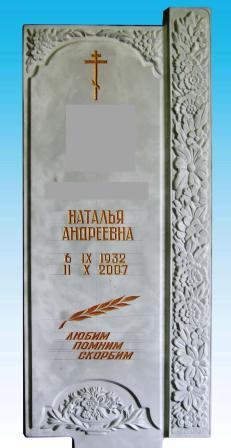 НАТАЛЬЯ
АНДРЕЕВНА
6 IX 1932
11 X 2007
ЛЮБИМ
ПОМНИМ
СКОРБИМ